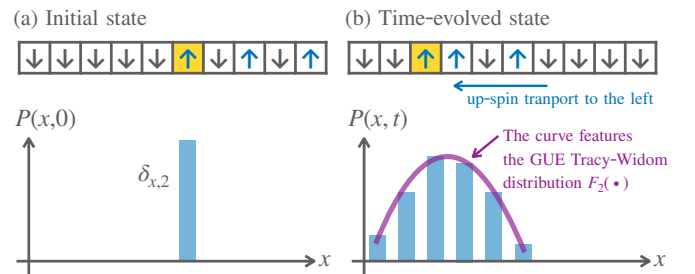 (a) Initial state
(b) Time-evolved state
↓ ↓ ↓ ↓ ↓ ↑ ↓ ↑ ↓ ↑
↓ ↓ ↑ ↑ ↓ ↑ ↓ ↓ ↓ ↓
up-spin tranport to the left
P(x,0)
δx,2
x
P(x, t)
The curve features
the GUE Tracy-Widom
distribution F2(•)
x